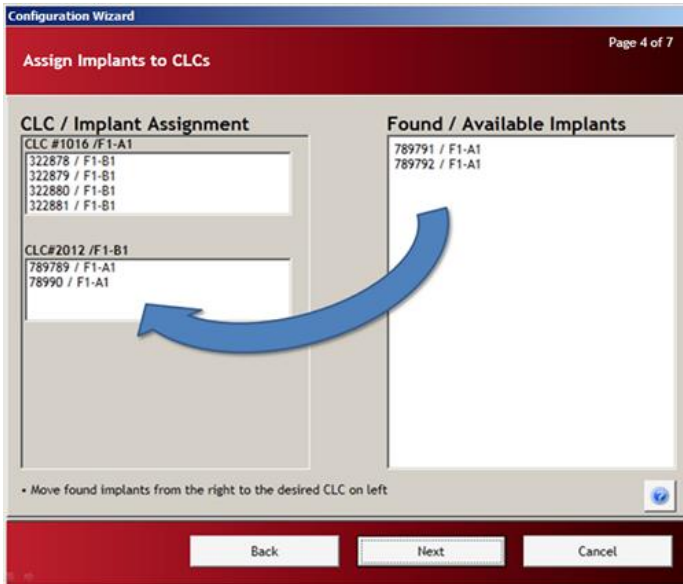 Configuration Wizard
Page 4 of 7
Assign Implants to CLCs
CLC / Implant Assignment
CLC #1016 /F1-A1
322878 / F1-B1
322879 / F1-B1
322880 / F1-B1
322881 / F1-B1
CLC#2012 /F1-B1
789789 / F1-A1
78990 / F1-A1
Found / Available Implants
789791 / F1-A1
789792 / F1-A1
• Move found implants from the right to the desired CLC on left
?
Back
Next
Cancel